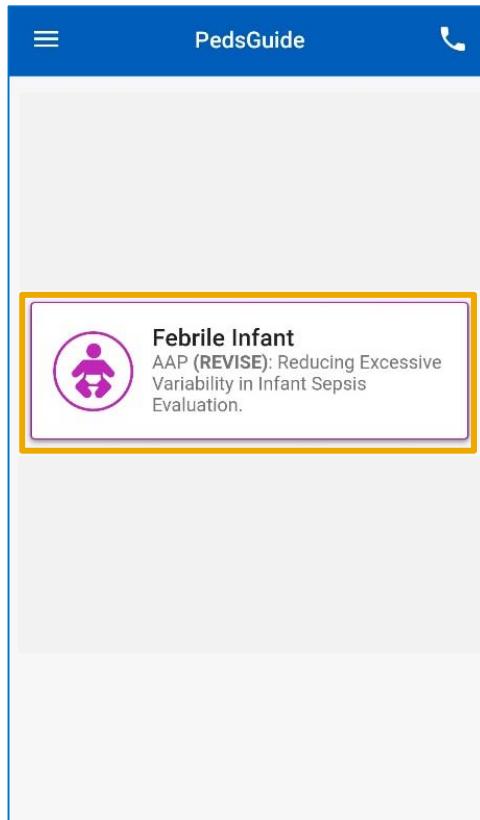 PedsGuide
Febrile Infant
AAP (REVISE): Reducing Excessive
Variability in Infant Sepsis
Evaluation.